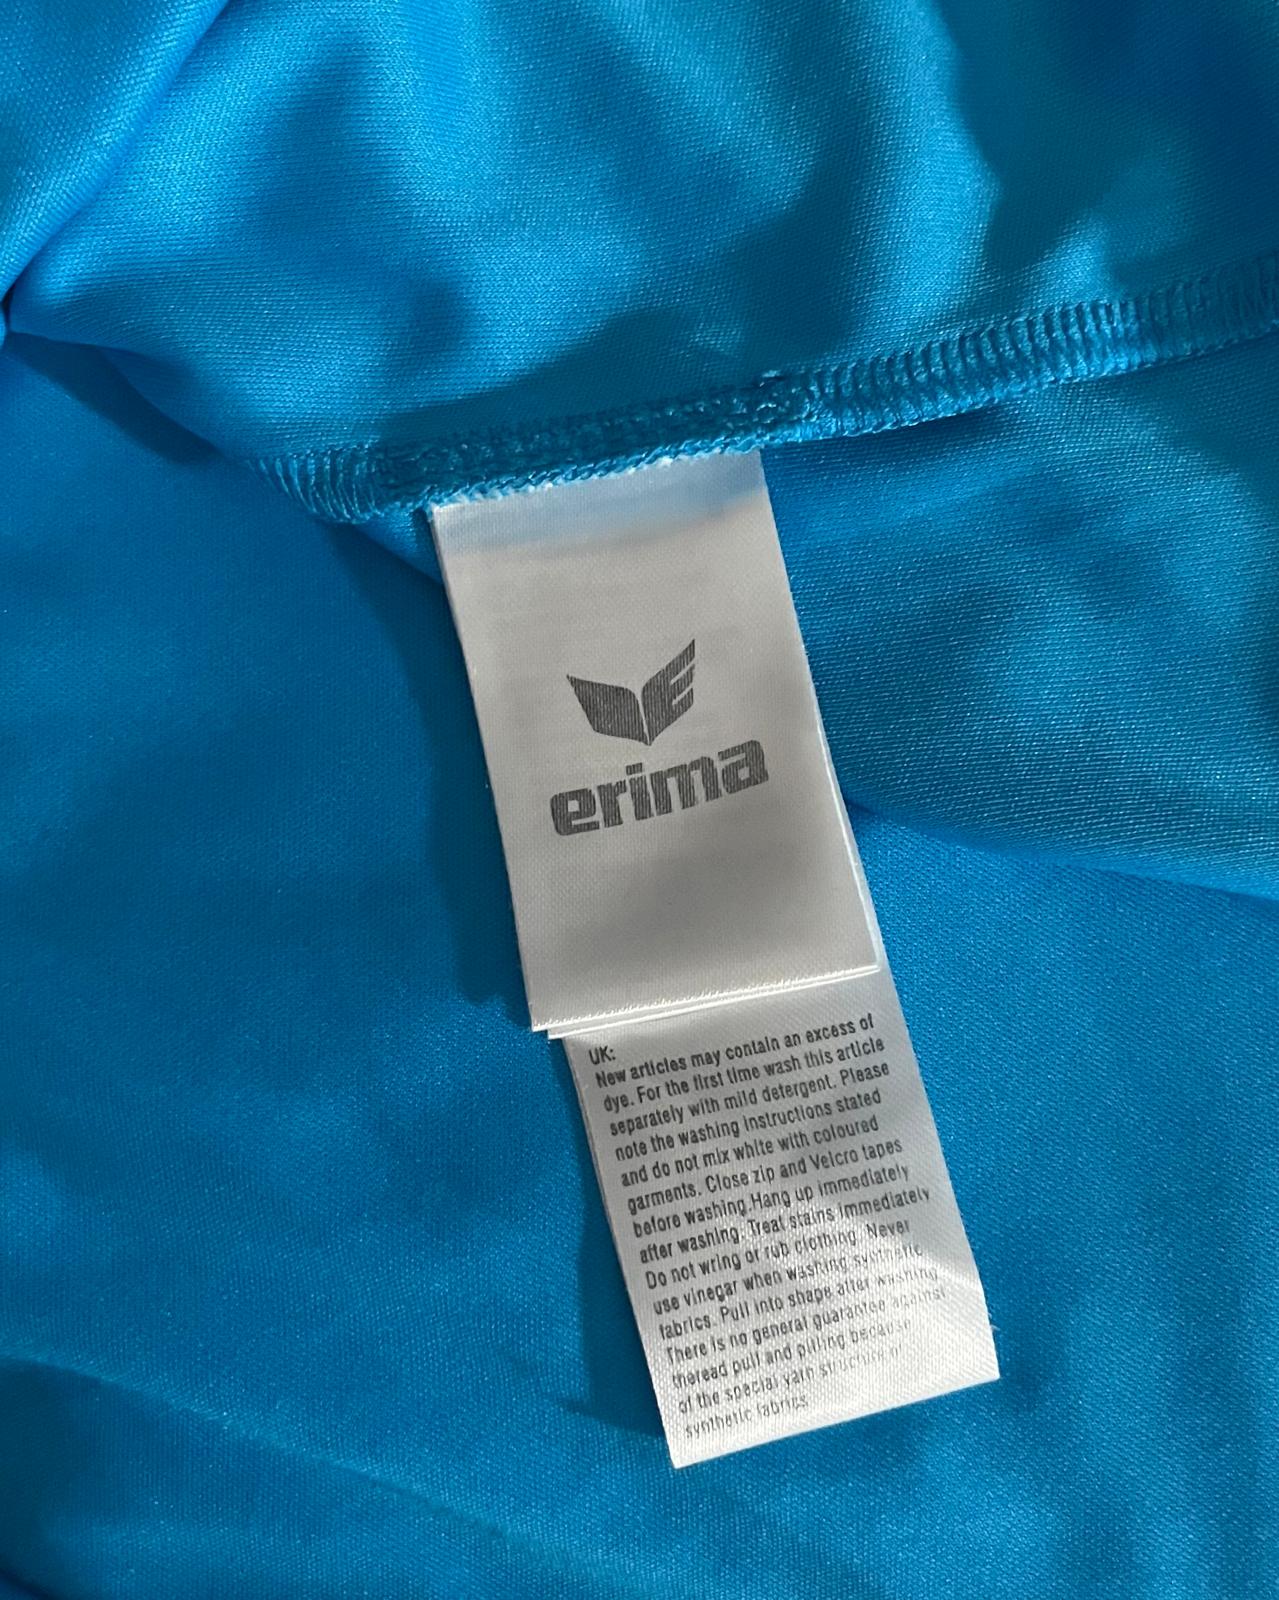 erima
UK:
New articles may contain an excess of
dye. For the first time wash this article
separately with mild detergent. Please
note the washing instructions stated
and do not mix white with coloured
garments. Close zip and Velcro tapes
before washing.Hang up immediately
after washing. Treat stains immediately
Do not wring or rub clothing. Never
use vinegar when washing synthetic
fabrics. Pull into shape after washing
There is no general guarantee against
theread pull and pilling because
of the special yarn structure of
synthetic fabrics